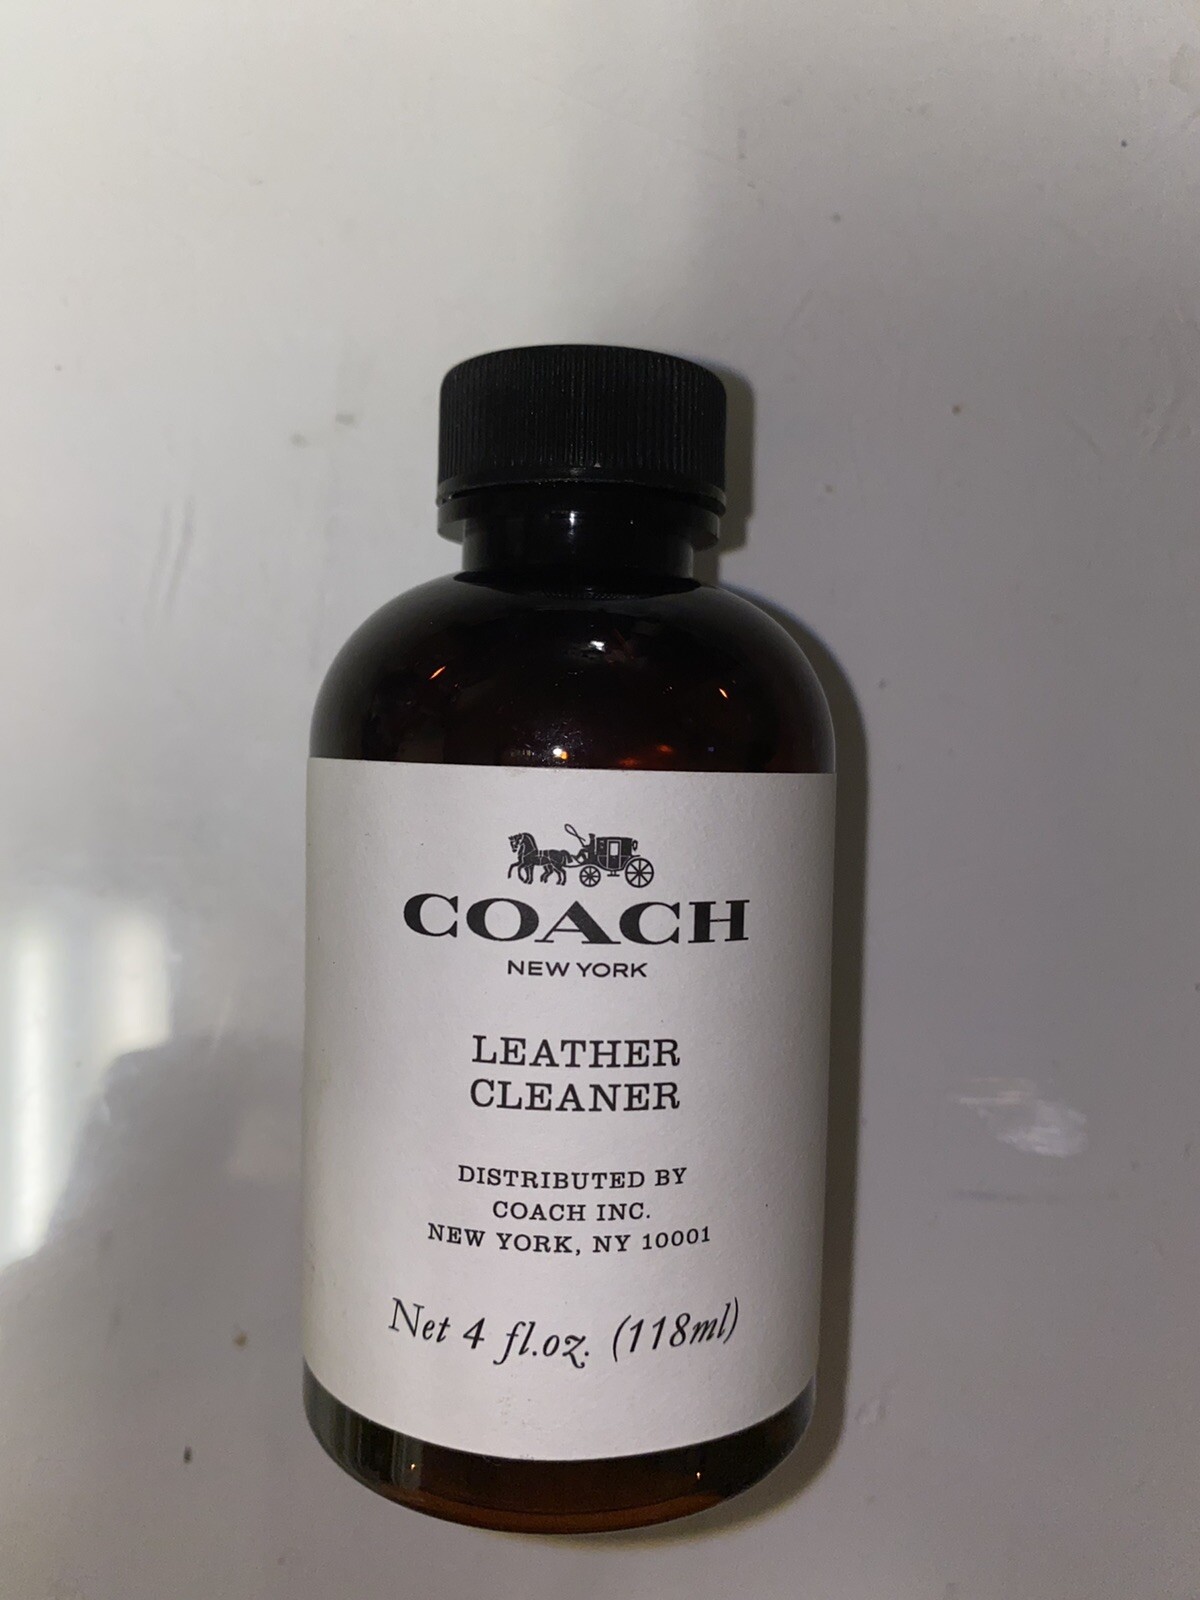 COACH
NEW YORK
LEATHER
CLEANER
DISTRIBUTED BY
COACH INC.
NEW YORK, NY 10001
Net 4 fl.oz. (118ml)